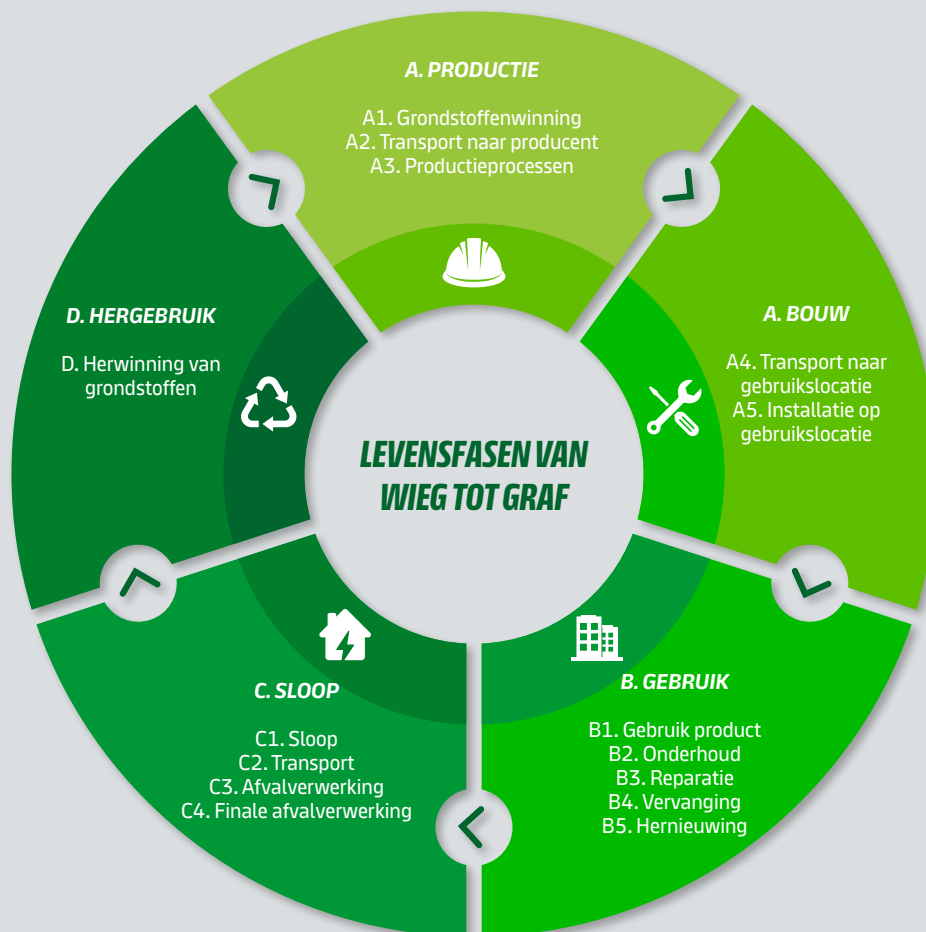 A. PRODUCTIE
A1. Grondstoffenwinning
A2. Transport naar producent
A3. Productieprocessen
A. BOUW
A4. Transport naar
gebruikslocatie
A5. Installatie op
gebruikslocatie
B. GEBRUIK
B1. Gebruik product
B2. Onderhoud
B3. Reparatie
B4. Vervanging
B5. Hernieuwing
C. SLOOP
C1. Sloop
C2. Transport
C3. Afvalverwerking
C4. Finale afvalverwerking
D. HERGEBRUIK
D. Herwinning van
grondstoffen
LEVENSFASEN VAN
WIEG TOT GRAF